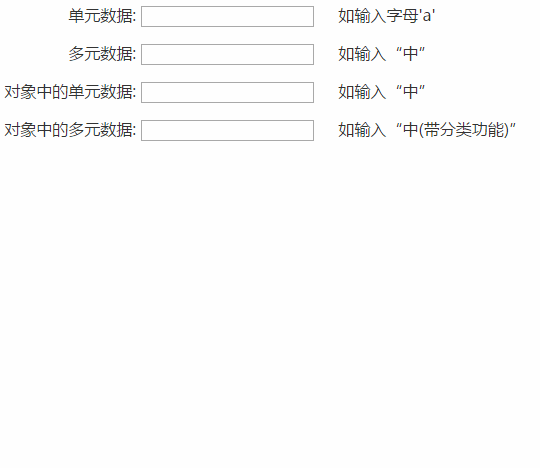 单元数据: 如输入字母'a'
多元数据: 如输入“中”
对象中的单元数据: 如输入“中”
对象中的多元数据: 如输入“中(带分类功能)”